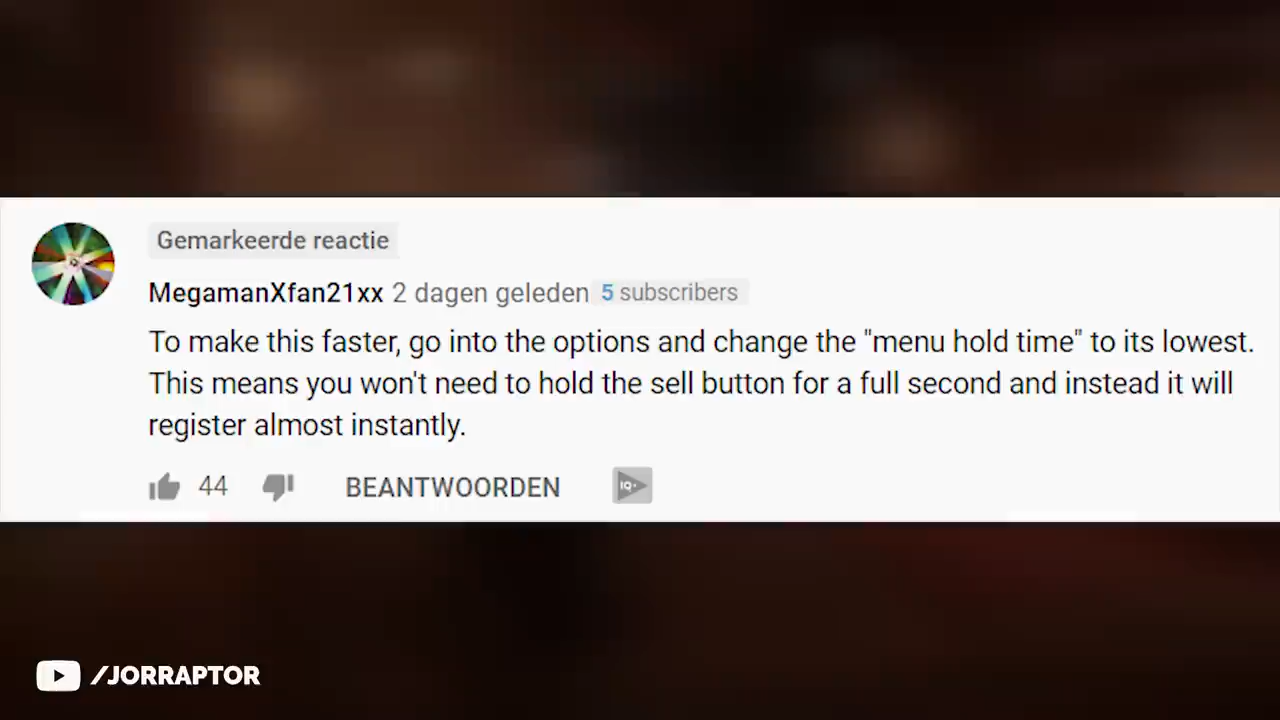 Gemarkeerde reactie
MegamanXfan21xx 2 dagen geleden 5 subscribers
To make this faster, go into the options and change the "menu hold time" to its lowest.
This means you won't need to hold the sell button for a full second and instead it will
register almost instantly.
44 BEANTWOORDEN IQ
/JORRAPTOR